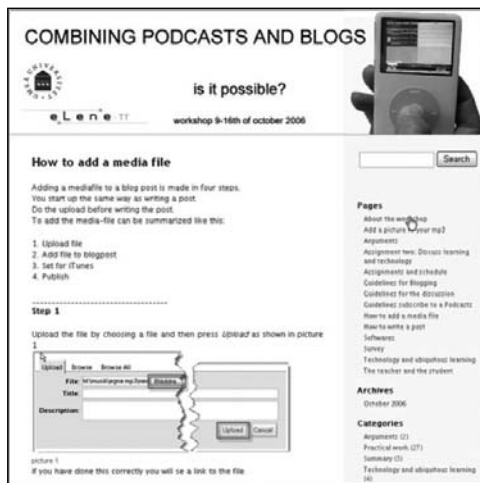 COMBINING PODCASTS AND BLOGS
is it possible?
eLene-TT
workshop 9-16th of october 2006
How to add a media file
Adding a mediafile to a blog post is made in four steps.
You start up the same way as writing a post.
Do the upload before writing the post.
To add the media-file can be summarized like this:
1. Upload file
2. Add file to blogpost
3. Set for iTunes
4. Publish
------------------------------------
Step 1
Upload the file by choosing a file and then press Upload as shown in picture
1
Upload Browse Browse All
File:
Title:
Description:
Upload Cancel
picture 1
If you have done this correctly you will se a link to the file.
Search
Pages
About the workshop
Add a picture to your mp3
Arguments
Assignment two: Discuss learning
and technology
Assignments and schedule
Guidelines for Blogging
Guidelines for the discussion
Guidelines subscribe to a Podcasts
How to add a media file
How to write a post
Softwares
Survey
Technology and ubiquitous learning
The teacher and the student
Archives
October 2006
Categories
Arguments (2)
Practical work (27)
Summary (5)
Technology and ubiquitous learning
(4)